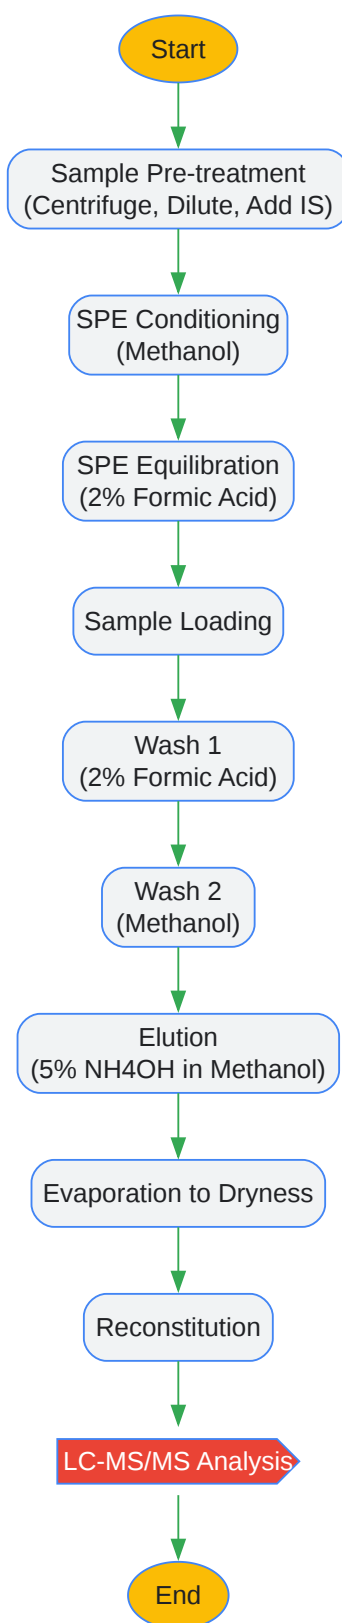 Start
Sample Pre-treatment
(Centrifuge, Dilute, Add IS)
SPE Conditioning
(Methanol)
SPE Equilibration
(2% Formic Acid)
Sample Loading
Wash 1
(2% Formic Acid)
Wash 2
(Methanol)
Elution
(5% NH4OH in Methanol)
Evaporation to Dryness
Reconstitution
LC-MS/MS Analysis
End